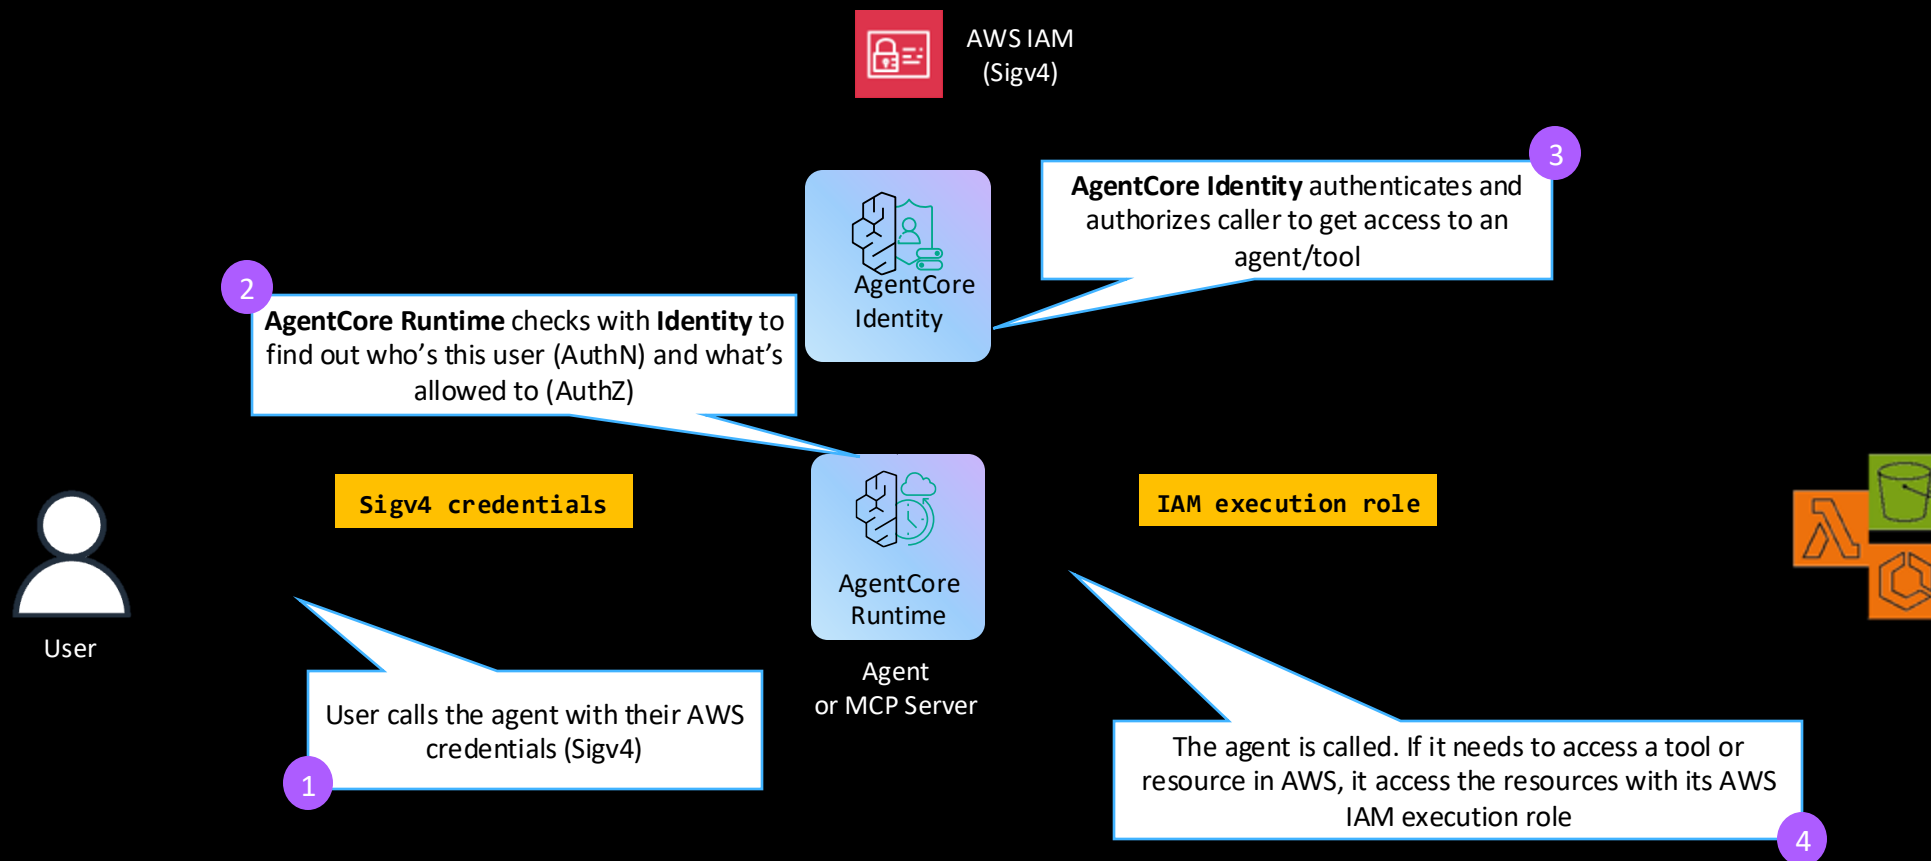 AWS IAM
(Sigv4)
3
AgentCore Identity authenticates and
authorizes caller to get access to an
agent/tool
AgentCore
Identity
2
AgentCore Runtime checks with Identity to
find out who’s this user (AuthN) and what’s
allowed to (AuthZ)
Sigv4 credentials
IAM execution role
AgentCore
Runtime
User
Agent
or MCP Server
User calls the agent with their AWS
credentials (Sigv4)
1
The agent is called. If it needs to access a tool or
resource in AWS, it access the resources with its AWS
IAM execution role
4